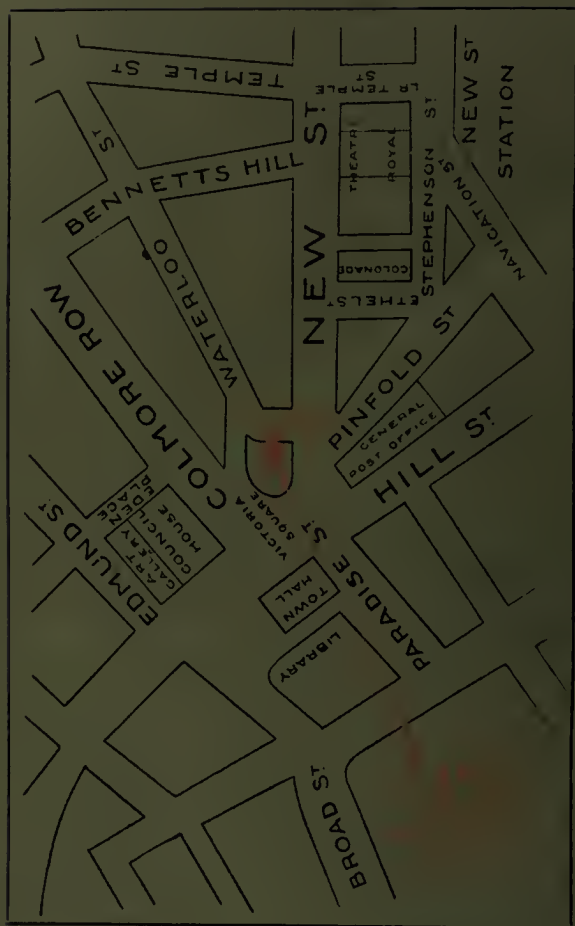 TEMPLE ST
LR TEMPLE
ST
NEW ST
STATION
ST
BENNETTS HILL
NEW ST.
THEATRE
ROYAL
STEPHENSON ST
NAVIGATION ST
COLONADE
ETHEL ST
WATERLOO
COLMORE ROW
PINFOLD ST
GENERAL
POST OFFICE
HILL ST.
VICTORIA
SQUARE
EDMUND ST.
COUNCIL
HOUSE
ART
GALLERY
PARADISE ST.
TOWN
HALL
LIBRARY
BROAD ST.